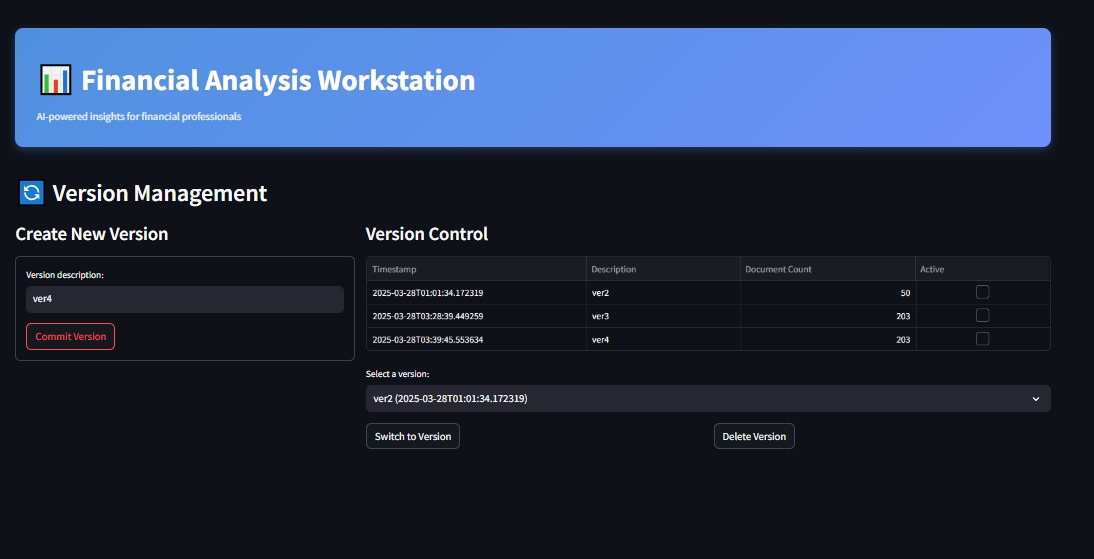 Financial Analysis Workstation
AI-powered insights for financial professionals
Version Management
Create New Version
Version description:
ver4
Commit Version
Version Control
Timestamp Description Document Count Active
2025-03-28T01:01:34.172319 ver2 50
2025-03-28T03:28:39.449259 ver3 203
2025-03-28T03:39:45.553634 ver4 203
Select a version:
ver2 (2025-03-28T01:01:34.172319)
Switch to Version Delete Version